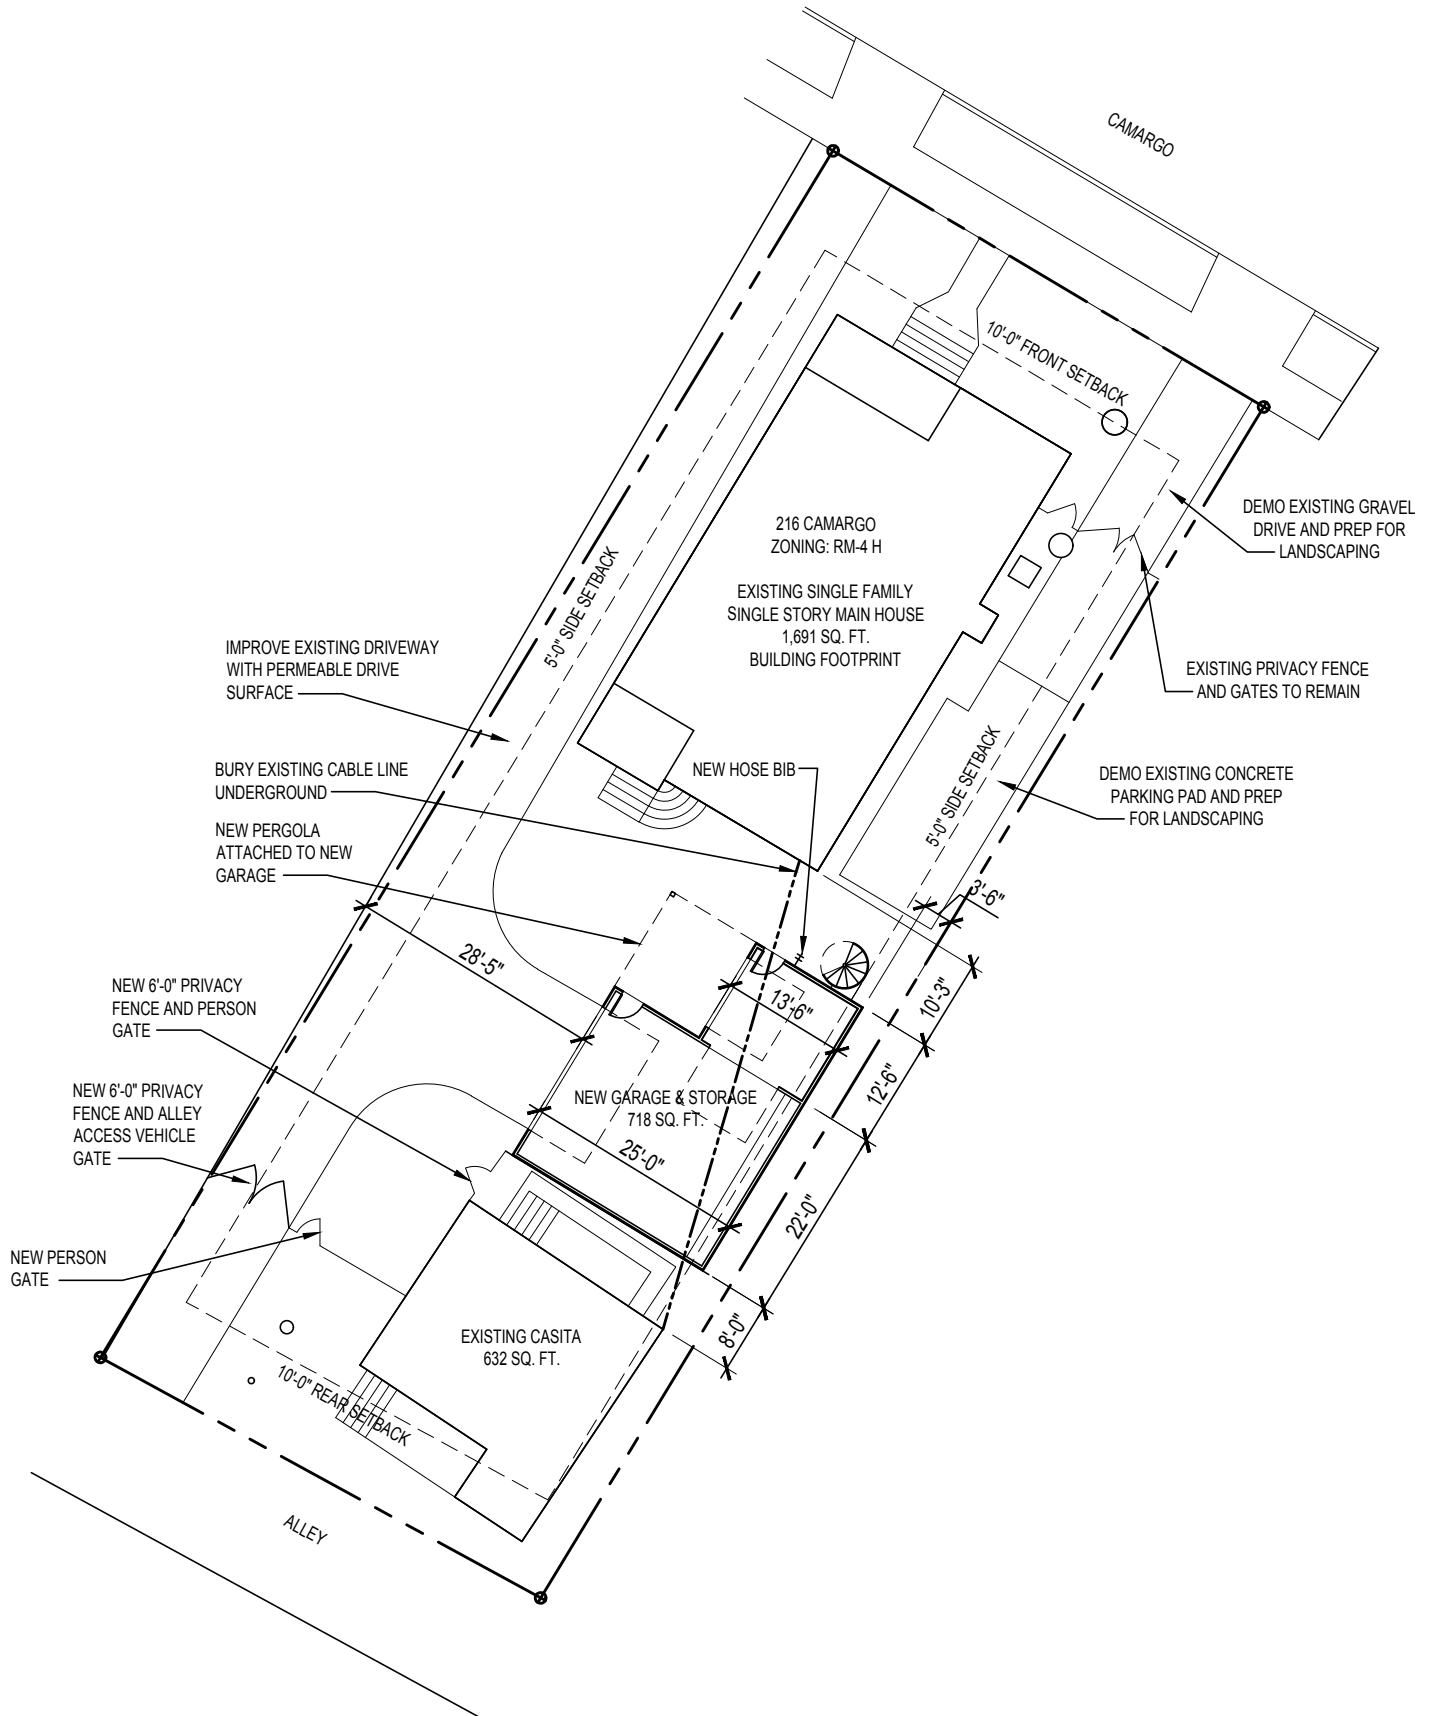 CAMARGO
10'-0" FRONT SETBACK
216 CAMARGO
ZONING: RM-4 H
EXISTING SINGLE FAMILY
SINGLE STORY MAIN HOUSE
1,691 SQ. FT.
BUILDING FOOTPRINT
DEMO EXISTING GRAVEL
DRIVE AND PREP FOR
LANDSCAPING
5'-0" SIDE SETBACK
IMPROVE EXISTING DRIVEWAY
WITH PERMEABLE DRIVE
SURFACE
EXISTING PRIVACY FENCE
AND GATES TO REMAIN
BURY EXISTING CABLE LINE
UNDERGROUND
NEW HOSE BIB
5'-0" SIDE SETBACK
DEMO EXISTING CONCRETE
PARKING PAD AND PREP
FOR LANDSCAPING
NEW PERGOLA
ATTACHED TO NEW
GARAGE
3'-6"
28'-5"
13'-6"
10'-3"
NEW 6'-0" PRIVACY
FENCE AND PERSON
GATE
12'-6"
NEW 6'-0" PRIVACY
FENCE AND ALLEY
ACCESS VEHICLE
GATE
NEW GARAGE & STORAGE
718 SQ. FT.
25'-0"
22'-0"
NEW PERSON
GATE
8'-0"
EXISTING CASITA
632 SQ. FT.
10'-0" REAR SETBACK
ALLEY